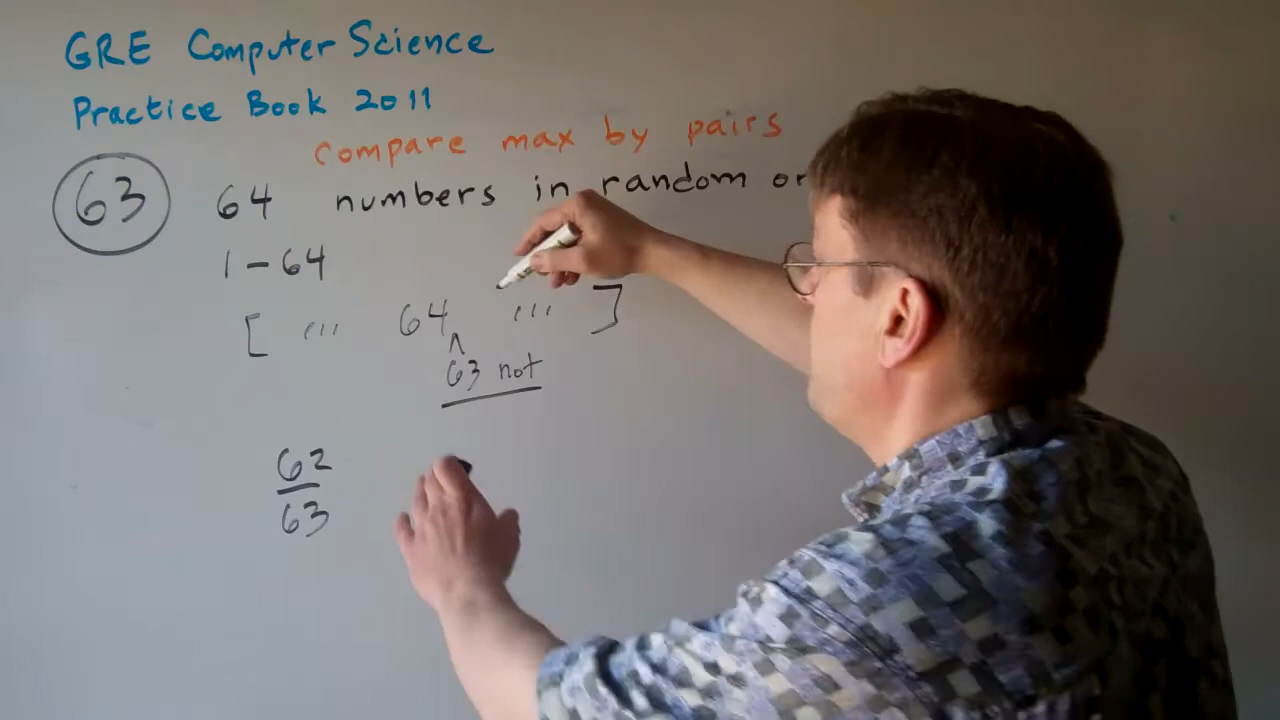 GRE Computer Science
Practice Book 2011
compare max by pairs
63 64 numbers in random or
1-64
[ ... 64 ... ]
^
63 not
62
63